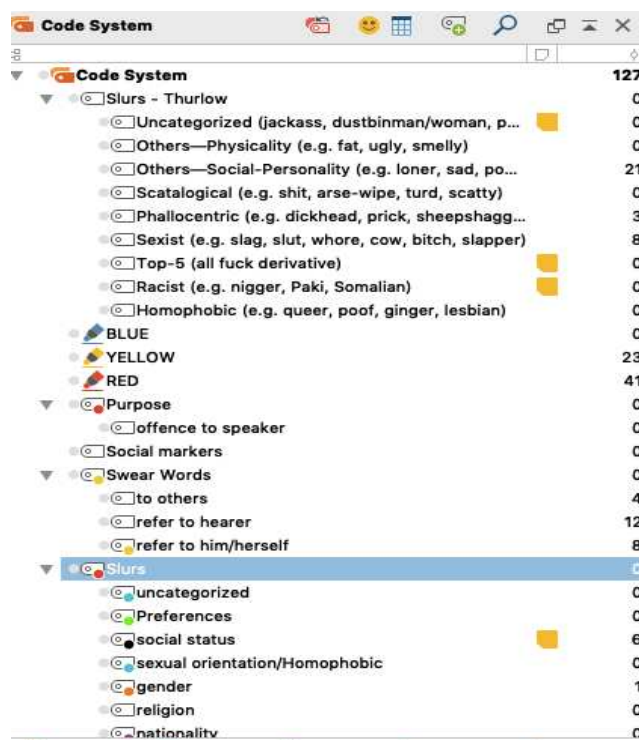 Code System
Code System 127
Slurs - Thurlow 0
Uncategorized (jackass, dustbinman/woman, p... 0
Others—Physicality (e.g. fat, ugly, smelly) 0
Others—Social-Personality (e.g. loner, sad, po... 21
Scatalogical (e.g. shit, arse-wipe, turd, scatty) 0
Phallocentric (e.g. dickhead, prick, sheepshagg... 3
Sexist (e.g. slag, slut, whore, cow, bitch, slapper) 8
Top-5 (all fuck derivative) 0
Racist (e.g. nigger, Paki, Somalian) 0
Homophobic (e.g. queer, poof, ginger, lesbian) 0
BLUE 0
YELLOW 23
RED 41
Purpose 0
offence to speaker 0
Social markers 0
Swear Words 0
to others 4
refer to hearer 12
refer to him/herself 8
Slurs 0
uncategorized 0
Preferences 0
social status 6
sexual orientation/Homophobic 0
gender 1
religion 0
nationality